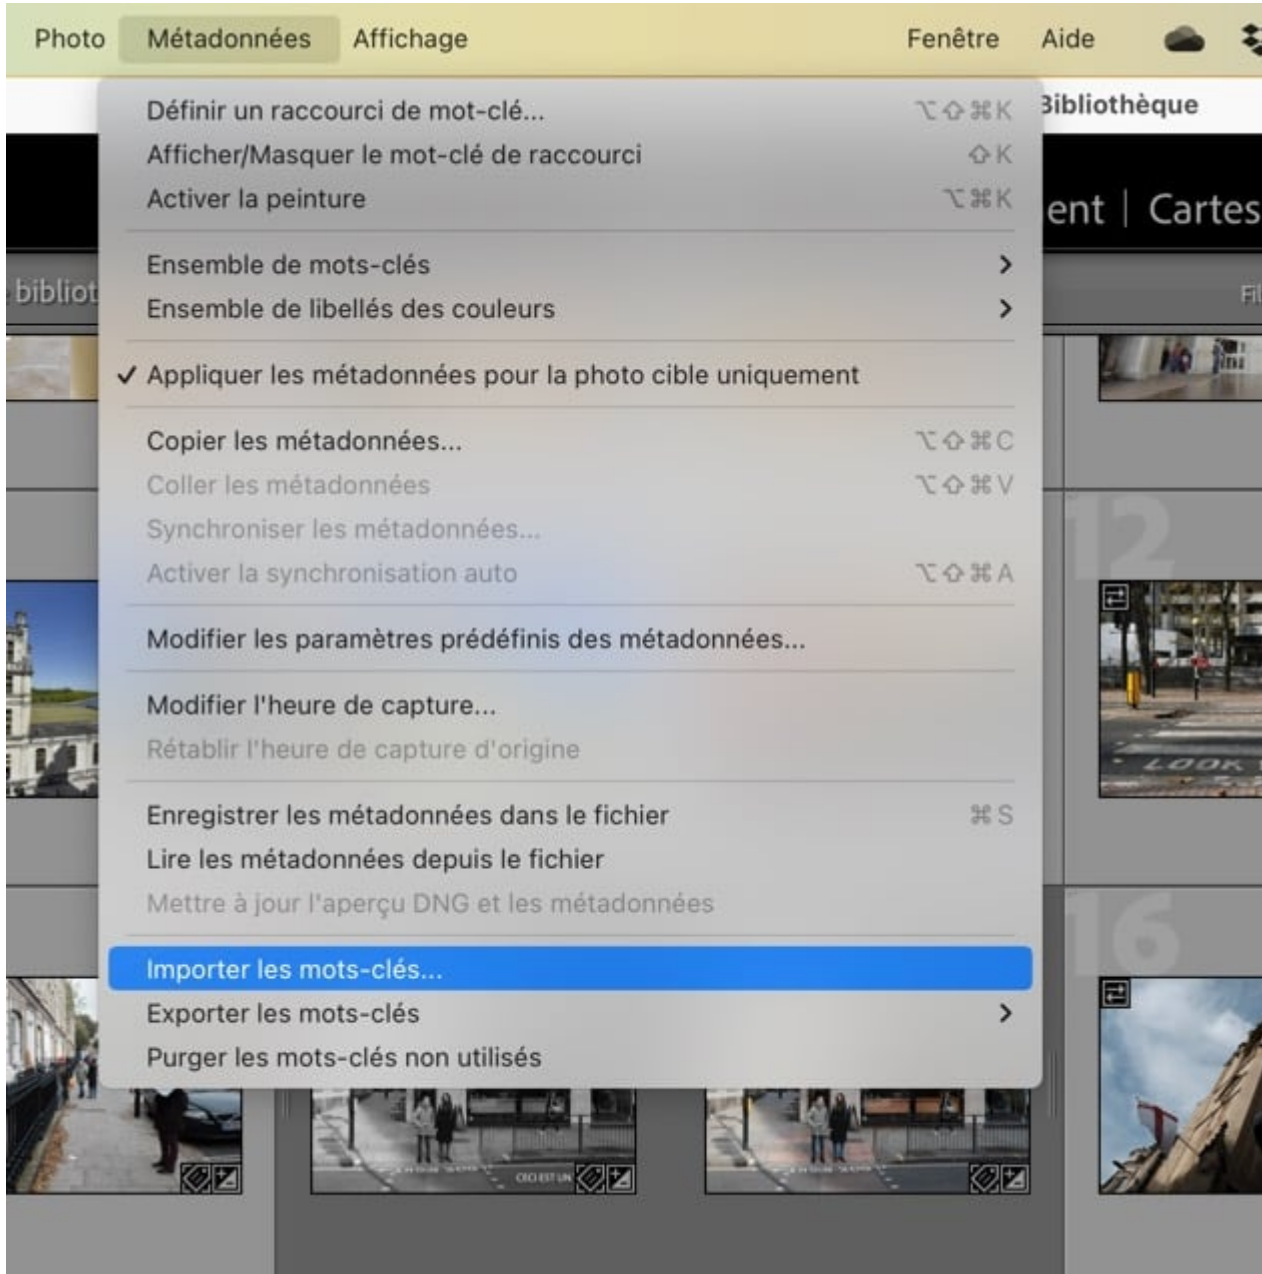 Photo Métadonnées Affichage Fenêtre Aide
Bibliothèque
Définir un raccourci de mot-clé... ⌥⇧⌘K
Afficher/Masquer le mot-clé de raccourci ⇧K
Activer la peinture ⌥⌘K
ent | Cartes
Ensemble de mots-clés
bibliot
Fil
Ensemble de libellés des couleurs
✓ Appliquer les métadonnées pour la photo cible uniquement
Copier les métadonnées... ⌥⇧⌘C
Coller les métadonnées ⌥⇧⌘V
Synchroniser les métadonnées...
12
Activer la synchronisation auto ⌥⇧⌘A
Modifier les paramètres prédéfinis des métadonnées...
Modifier l'heure de capture...
Rétablir l'heure de capture d'origine
LOOK
Enregistrer les métadonnées dans le fichier ⌘S
Lire les métadonnées depuis le fichier
Mettre à jour l'aperçu DNG et les métadonnées
16
Importer les mots-clés...
Exporter les mots-clés
Purger les mots-clés non utilisés
CECI EST UN